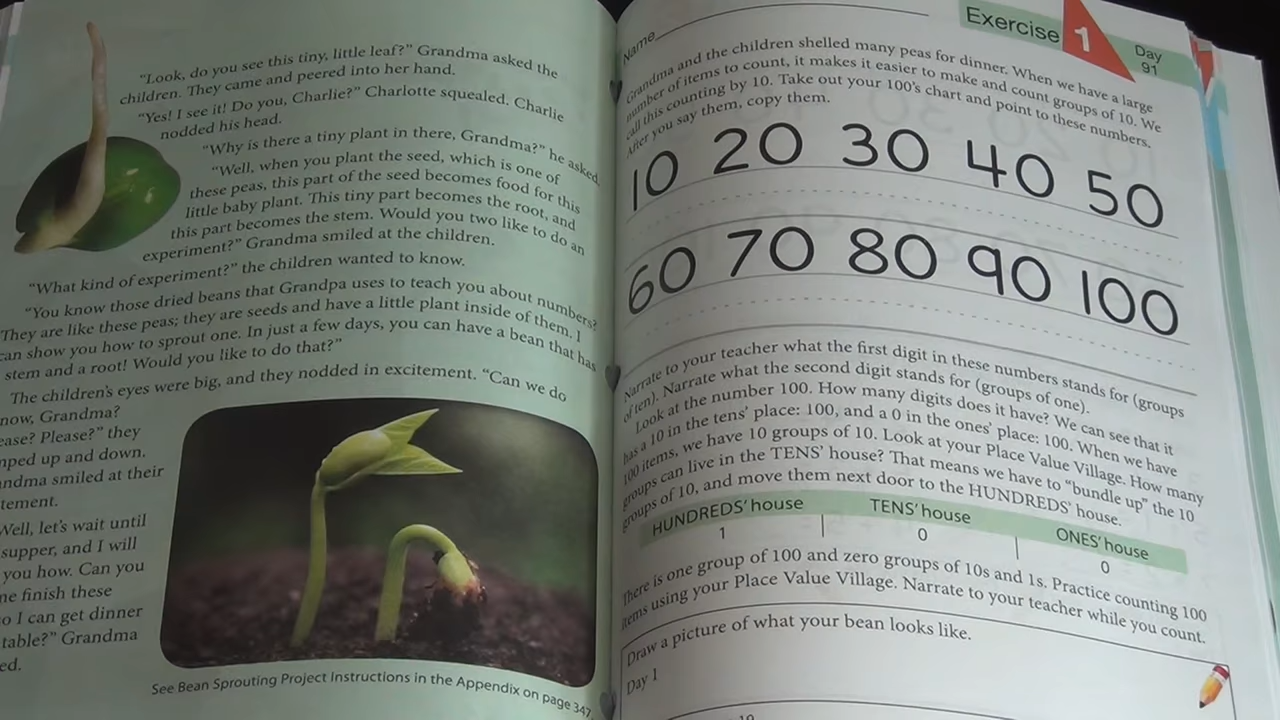 "Look, do you see this tiny, little leaf?" Grandma asked the
children. They came and peered into her hand.
"Yes! I see it! Do you, Charlie?" Charlotte squealed. Charlie
nodded his head.
"Why is there a tiny plant in there, Grandma?" he asked.
"Well, when you plant the seed, which is one of
these peas, this part of the seed becomes food for this
little baby plant. This tiny part becomes the root, and
this part becomes the stem. Would you two like to do an
experiment?" Grandma smiled at the children.
"What kind of experiment?" the children wanted to know.
"You know those dried beans that Grandpa uses to teach you about numbers?
They are like these peas; they are seeds and have a little plant inside of them. I
can show you how to sprout one. In just a few days, you can have a bean that has
stem and a root! Would you like to do that?"
The children's eyes were big, and they nodded in excitement. "Can we do
now, Grandma?
ease? Please?" they
mped up and down.
andma smiled at their
tement.
Well, let's wait until
supper, and I will
you how. Can you
me finish these
o I can get dinner
table?" Grandma
ed.
See Bean Sprouting Project Instructions in the Appendix on page 347.
Name
Exercise 1
Day
91
Grandma and the children shelled many peas for dinner. When we have a large
number of items to count, it makes it easier to make and count groups of 10. We
call this counting by 10. Take out your 100's chart and point to these numbers.
After you say them, copy them.
10 20 30 40 50
60 70 80 90 100
Narrate to your teacher what the first digit in these numbers stands for (groups
of ten). Narrate what the second digit stands for (groups of one).
Look at the number 100. How many digits does it have? We can see that it
has a 10 in the tens' place: 100, and a 0 in the ones' place: 100. When we have
100 items, we have 10 groups of 10. Look at your Place Value Village. How many
groups can live in the TENS' house? That means we have to "bundle up" the 10
groups of 10, and move them next door to the HUNDREDS' house.
HUNDREDS' house TENS' house ONES' house
1 0 0
There is one group of 100 and zero groups of 10s and 1s. Practice counting 100
items using your Place Value Village. Narrate to your teacher while you count.
Draw a picture of what your bean looks like.
Day 1